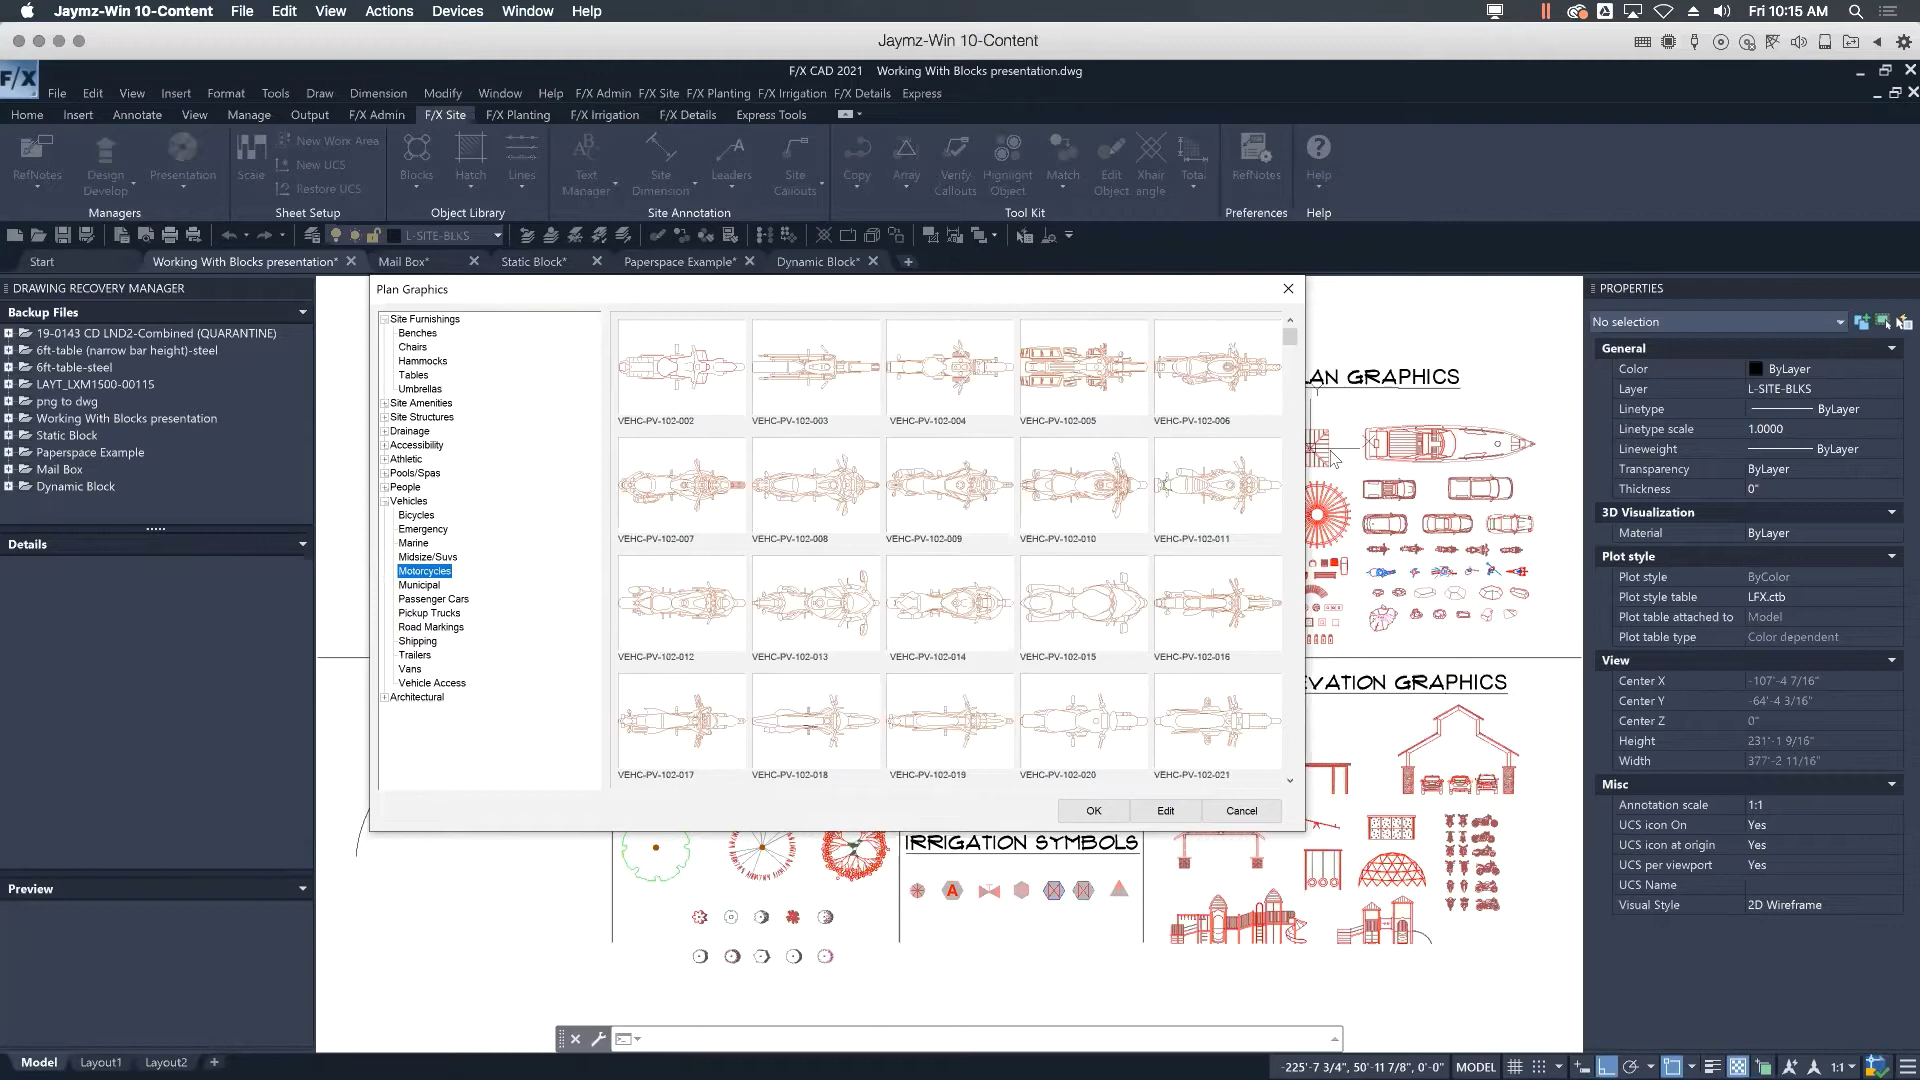 Jaymz-Win 10-Content File Edit View Actions Devices Window Help Fri 10:15 AM
Jaymz-Win 10-Content
F/X CAD 2021 Working With Blocks presentation.dwg
F/X
File Edit View Insert Format Tools Draw Dimension Modify Window Help F/X Admin F/X Site F/X Planting F/X Irrigation F/X Details Express
Home Insert Annotate View Manage Output F/X Admin F/X Site F/X Planting F/X Irrigation F/X Details Express Tools
RefNotes Design Develop Presentation Scale New Work Area New UCS Restore UCS Blocks Hatch Lines Text Manager Site Dimension Leaders Site Callouts Copy Array Verify Callouts Highlight Object Match Edit Object Xhair angle Total RefNotes Help
Managers Sheet Setup Object Library Site Annotation Tool Kit Preferences Help
L-SITE-BLKS
Start Working With Blocks presentation* Mail Box* Static Block* Paperspace Example* Dynamic Block*
DRAWING RECOVERY MANAGER
Backup Files
19-0143 CD LND2-Combined (QUARANTINE)
6ft-table (narrow bar height)-steel
6ft-table-steel
LAYT_LXM1500-00115
png to dwg
Working With Blocks presentation
Static Block
Paperspace Example
Mail Box
Dynamic Block
Details
Preview
Plan Graphics
Site Furnishings
Benches
Chairs
Hammocks
Tables
Umbrellas
Site Amenities
Site Structures
Drainage
Accessibility
Athletic
Pools/Spas
People
Vehicles
Bicycles
Emergency
Marine
Midsize/Suvs
Motorcycles
Municipal
Passenger Cars
Pickup Trucks
Road Markings
Shipping
Trailers
Vans
Vehicle Access
Architectural
VEHC-PV-102-002 VEHC-PV-102-003 VEHC-PV-102-004 VEHC-PV-102-005 VEHC-PV-102-006
VEHC-PV-102-007 VEHC-PV-102-008 VEHC-PV-102-009 VEHC-PV-102-010 VEHC-PV-102-011
VEHC-PV-102-012 VEHC-PV-102-013 VEHC-PV-102-014 VEHC-PV-102-015 VEHC-PV-102-016
VEHC-PV-102-017 VEHC-PV-102-018 VEHC-PV-102-019 VEHC-PV-102-020 VEHC-PV-102-021
OK Edit Cancel
LAN GRAPHICS
VATION GRAPHICS
IRRIGATION SYMBOLS
A
PROPERTIES
No selection
General
Color ByLayer
Layer L-SITE-BLKS
Linetype ByLayer
Linetype scale 1.0000
Lineweight ByLayer
Transparency ByLayer
Thickness 0"
3D Visualization
Material ByLayer
Plot style
Plot style ByColor
Plot style table LFX.ctb
Plot table attached to Model
Plot table type Color dependent
View
Center X -107'-4 7/16"
Center Y -64'-4 3/16"
Center Z 0"
Height 231'-1 9/16"
Width 377'-2 11/16"
Misc
Annotation scale 1:1
UCS icon On Yes
UCS icon at origin Yes
UCS per viewport Yes
UCS Name
Visual Style 2D Wireframe
Model Layout1 Layout2 +
-225'-7 3/4", 50'-11 7/8", 0'-0" MODEL 1:1